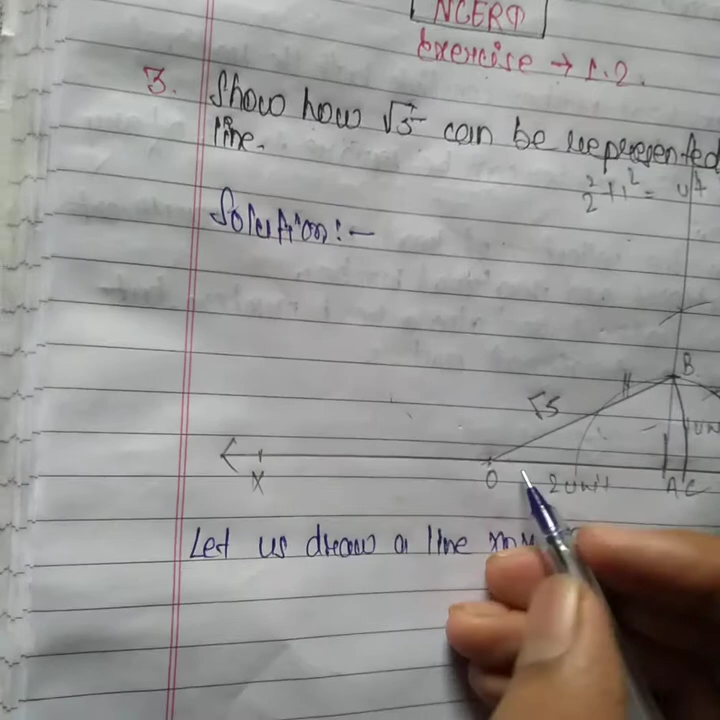 NCERT
Exercise → 1.2.
3. Show how √5 can be represented
line.
2² + 1² =
Solution:-
B
√5
X
O
2 unit
A C
Let us draw a line